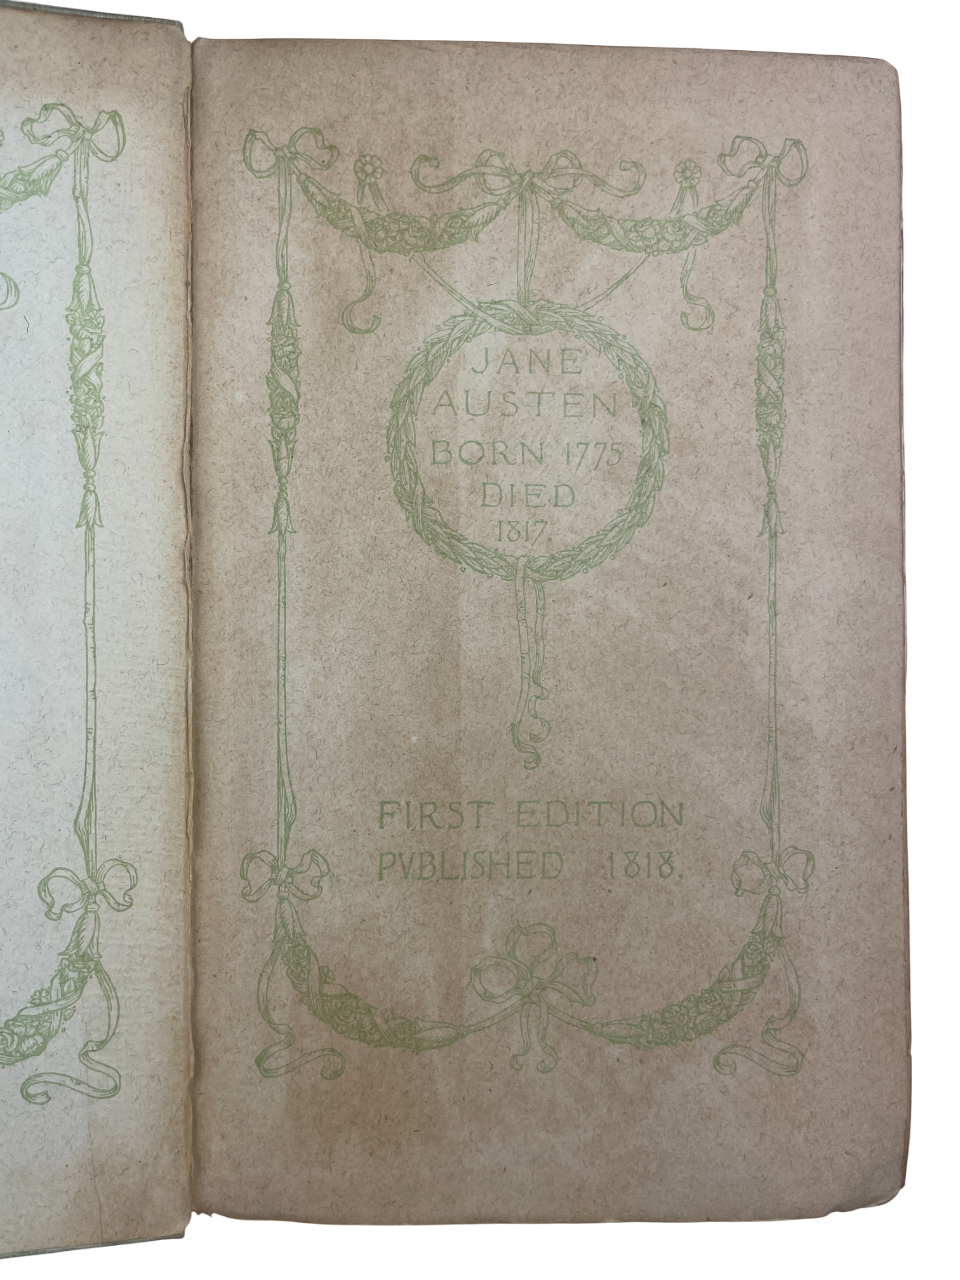 JANE
AUSTEN
BORN 1775
DIED
1817.
FIRST EDITION
PVBLISHED 1818.